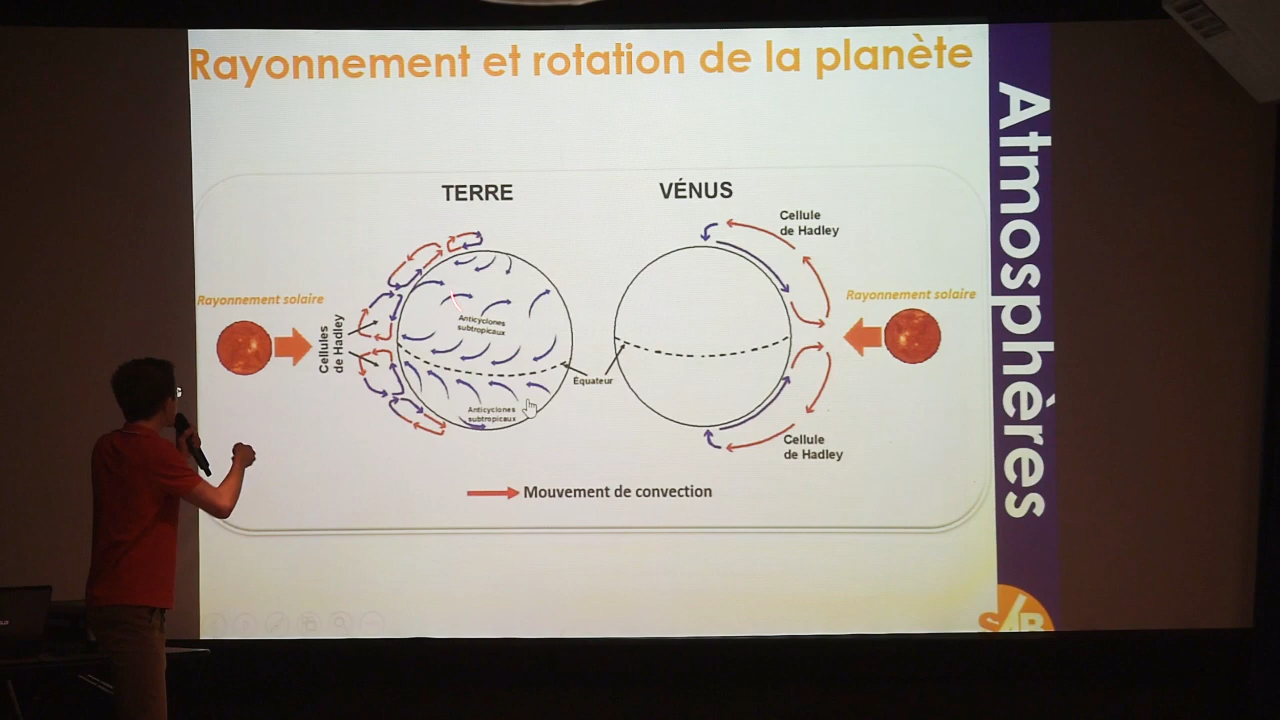 Rayonnement et rotation de la planète
Atmosphères
TERRE
VÉNUS
Cellule
de Hadley
Rayonnement solaire
Rayonnement solaire
Cellules
de Hadley
Anticyclones
subtropicaux
Équateur
Anticyclones
subtropicaux
Cellule
de Hadley
Mouvement de convection